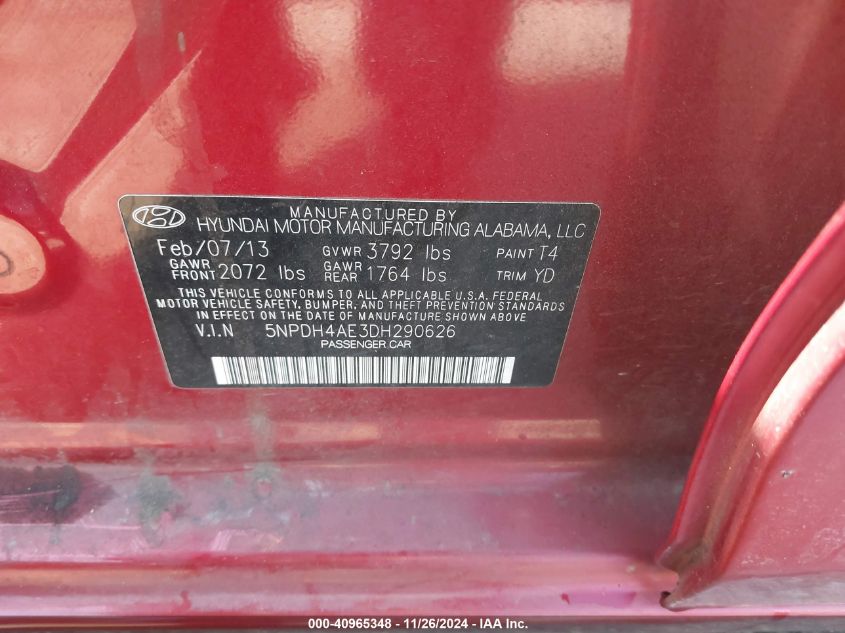 MANUFACTURED BY
HYUNDAI MOTOR MANUFACTURING ALABAMA, LLC
Feb/07/13 GVWR 3792 lbs PAINT T4
GAWR FRONT 2072 lbs GAWR REAR 1764 lbs TRIM YD
THIS VEHICLE CONFORMS TO ALL APPLICABLE U.S.A. FEDERAL
MOTOR VEHICLE SAFETY, BUMPER, AND THEFT PREVENTION STANDARDS
IN EFFECT ON THE DATE OF MANUFACTURE SHOWN ABOVE
V.I.N 5NPDH4AE3DH290626
PASSENGER CAR
000-40965348 - 11/26/2024 - IAA Inc.